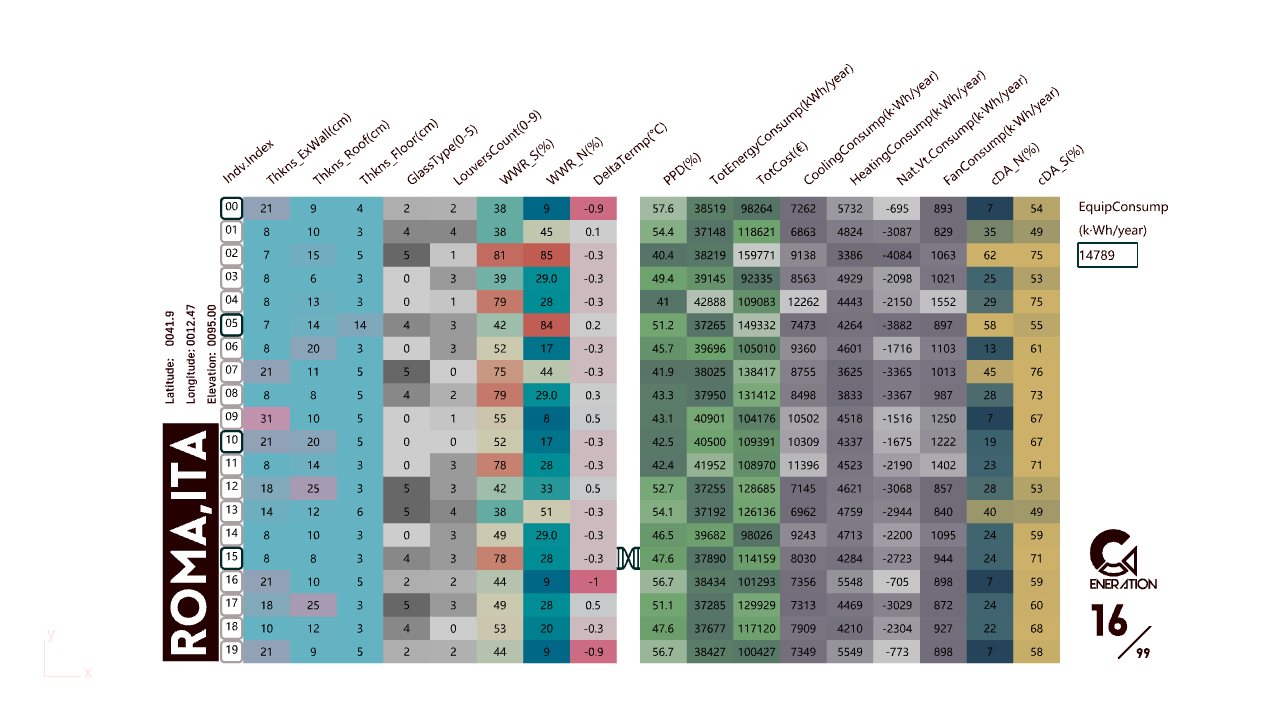 Indv.Index Thkns_ExWall(cm) Thkns_Roof(cm) Thkns_Floor(cm) GlassType(0-5) LouversCount(0-9) WWR_S(%) WWR_N(%) DeltaTermp(°C) PPD(%) TotEnergyConsump(kWh/year) TotCost(€) CoolingConsump(k·Wh/year) HeatingConsump(k·Wh/year) Nat.Vt.Consump(k·Wh/year) FanConsump(k·Wh/year) cDA_N(%) cDA_S(%)
00 21 9 4 2 2 38 9 -0.9 57.6 38519 98264 7262 5732 -695 893 7 54
01 8 10 3 4 4 38 45 0.1 54.4 37148 118621 6863 4824 -3087 829 35 49
02 7 15 5 5 1 81 85 -0.3 40.4 38219 159771 9138 3386 -4084 1063 62 75
03 8 6 3 0 3 39 29.0 -0.3 49.4 39145 92335 8563 4929 -2098 1021 25 53
04 8 13 3 0 1 79 28 -0.3 41 42888 109083 12262 4443 -2150 1552 29 75
05 7 14 14 4 3 42 84 0.2 51.2 37265 149332 7473 4264 -3882 897 58 55
06 8 20 3 0 3 52 17 -0.3 45.7 39696 105010 9360 4601 -1716 1103 13 61
07 21 11 5 5 0 75 44 -0.3 41.9 38025 138417 8755 3625 -3365 1013 45 76
08 8 8 5 4 2 79 29.0 0.3 43.3 37950 131412 8498 3833 -3367 987 28 73
09 31 10 5 0 1 55 8 0.5 43.1 40901 104176 10502 4518 -1516 1250 7 67
10 21 20 5 0 0 52 17 -0.3 42.5 40500 109391 10309 4337 -1675 1222 19 67
11 8 14 3 0 3 78 28 -0.3 42.4 41952 108970 11396 4523 -2190 1402 23 71
12 18 25 3 5 3 42 33 0.5 52.7 37255 128685 7145 4621 -3068 857 28 53
13 14 12 6 5 4 38 51 -0.3 54.1 37192 126136 6962 4759 -2944 840 40 49
14 8 10 3 0 3 49 29.0 -0.3 46.5 39682 98026 9243 4713 -2200 1095 24 59
15 8 8 3 4 3 78 28 -0.3 47.6 37890 114159 8030 4284 -2723 944 24 71
16 21 10 5 2 2 44 9 -1 56.7 38434 101293 7356 5548 -705 898 7 59
17 18 25 3 5 3 49 28 0.5 51.1 37285 129929 7313 4469 -3029 872 24 60
18 10 12 3 4 0 53 20 -0.3 47.6 37677 117120 7909 4210 -2304 927 22 68
19 21 9 5 2 2 44 9 -0.9 56.7 38427 100427 7349 5549 -773 898 7 58
EquipConsump
(k·Wh/year)
14789
Latitude: 0041.9
Longitude: 0012.47
Elevation: 0095.00
ROMA,ITA
ENERATION
16/99
y
x